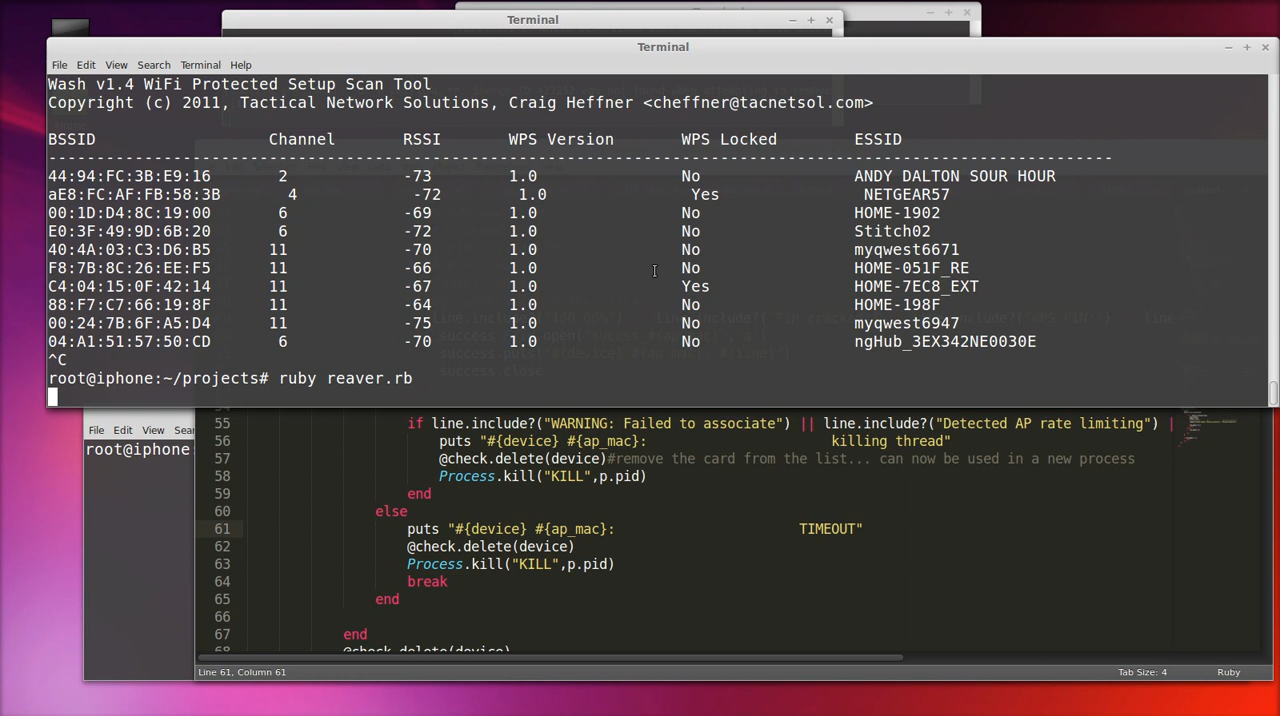 Terminal
Terminal
File Edit View Search Terminal Help
Wash v1.4 WiFi Protected Setup Scan Tool
Copyright (c) 2011, Tactical Network Solutions, Craig Heffner <cheffner@tacnetsol.com>
BSSID Channel RSSI WPS Version WPS Locked ESSID
---------------------------------------------------------------------------------------------------------------
44:94:FC:3B:E9:16 2 -73 1.0 No ANDY DALTON SOUR HOUR
aE8:FC:AF:FB:58:3B 4 -72 1.0 Yes NETGEAR57
00:1D:D4:8C:19:00 6 -69 1.0 No HOME-1902
E0:3F:49:9D:6B:20 6 -72 1.0 No Stitch02
40:4A:03:C3:D6:B5 11 -70 1.0 No myqwest6671
F8:7B:8C:26:EE:F5 11 -66 1.0 No HOME-051F_RE
C4:04:15:0F:42:14 11 -67 1.0 Yes HOME-7EC8_EXT
88:F7:C7:66:19:8F 11 -64 1.0 No HOME-198F
00:24:7B:6F:A5:D4 11 -75 1.0 No myqwest6947
04:A1:51:57:50:CD 6 -70 1.0 No ngHub_3EX342NE0030E
^C
root@iphone:~/projects# ruby reaver.rb
File Edit View Sear
root@iphone
55 if line.include?("WARNING: Failed to associate") || line.include?("Detected AP rate limiting") |
56 puts "#{device} #{ap_mac}: killing thread"
57 @check.delete(device)#remove the card from the list... can now be used in a new process
58 Process.kill("KILL",p.pid)
59 end
60 else
61 puts "#{device} #{ap_mac}: TIMEOUT"
62 @check.delete(device)
63 Process.kill("KILL",p.pid)
64 break
65 end
66
67 end
68 @check.delete(device)
Line 61, Column 61 Tab Size: 4 Ruby